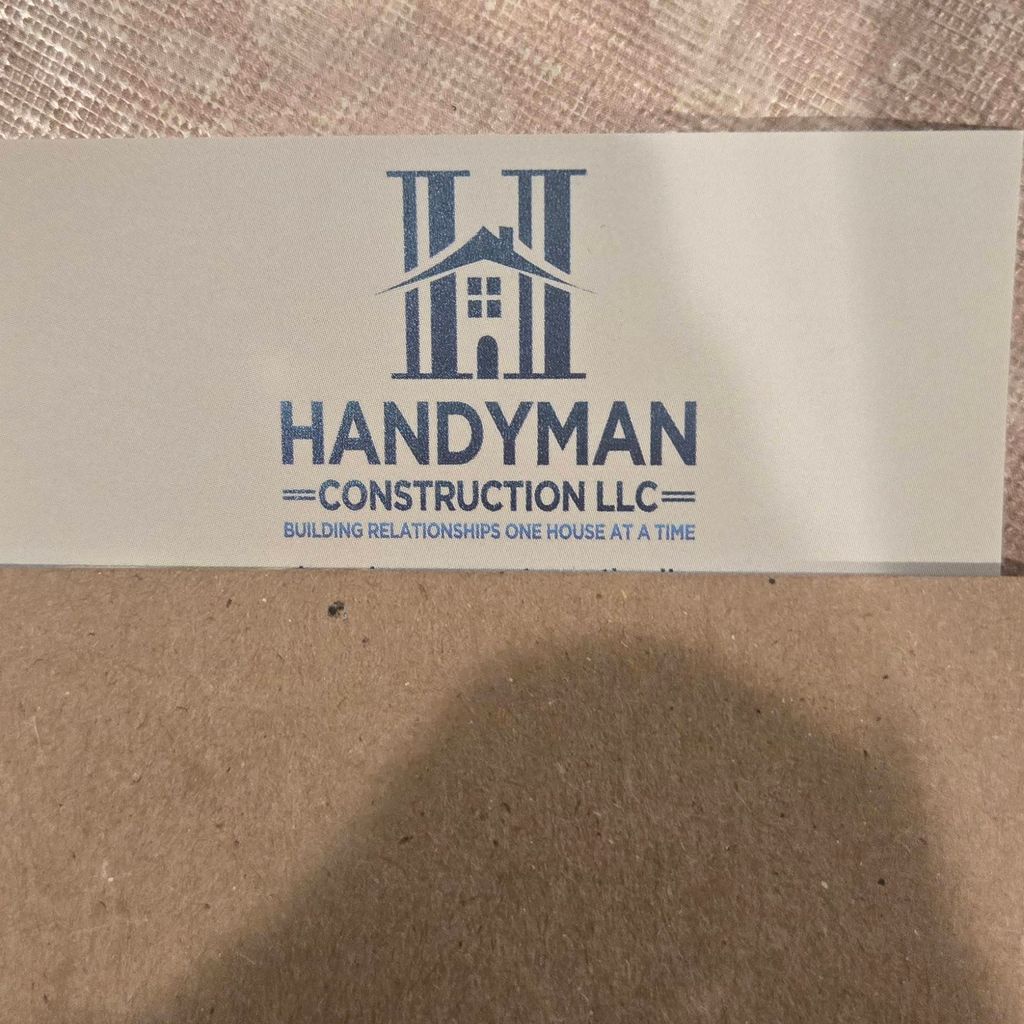 HANDYMAN
CONSTRUCTION LLC
BUILDING RELATIONSHIPS ONE HOUSE AT A TIME